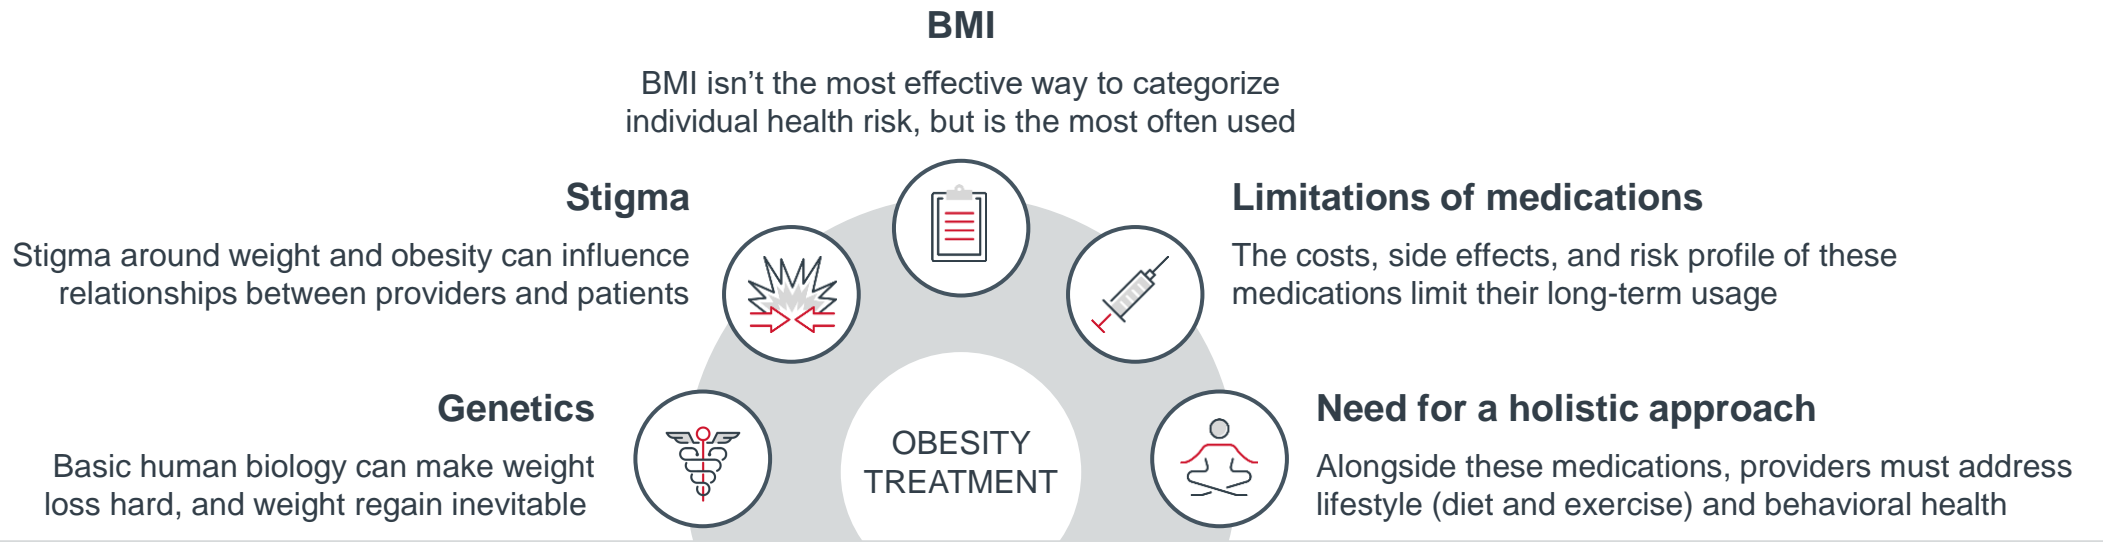 BMI
BMI isn’t the most effective way to categorize
individual health risk, but is the most often used
Stigma
Stigma around weight and obesity can influence
relationships between providers and patients
Limitations of medications
The costs, side effects, and risk profile of these
medications limit their long-term usage
Genetics
Basic human biology can make weight
loss hard, and weight regain inevitable
OBESITY
TREATMENT
Need for a holistic approach
Alongside these medications, providers must address
lifestyle (diet and exercise) and behavioral health